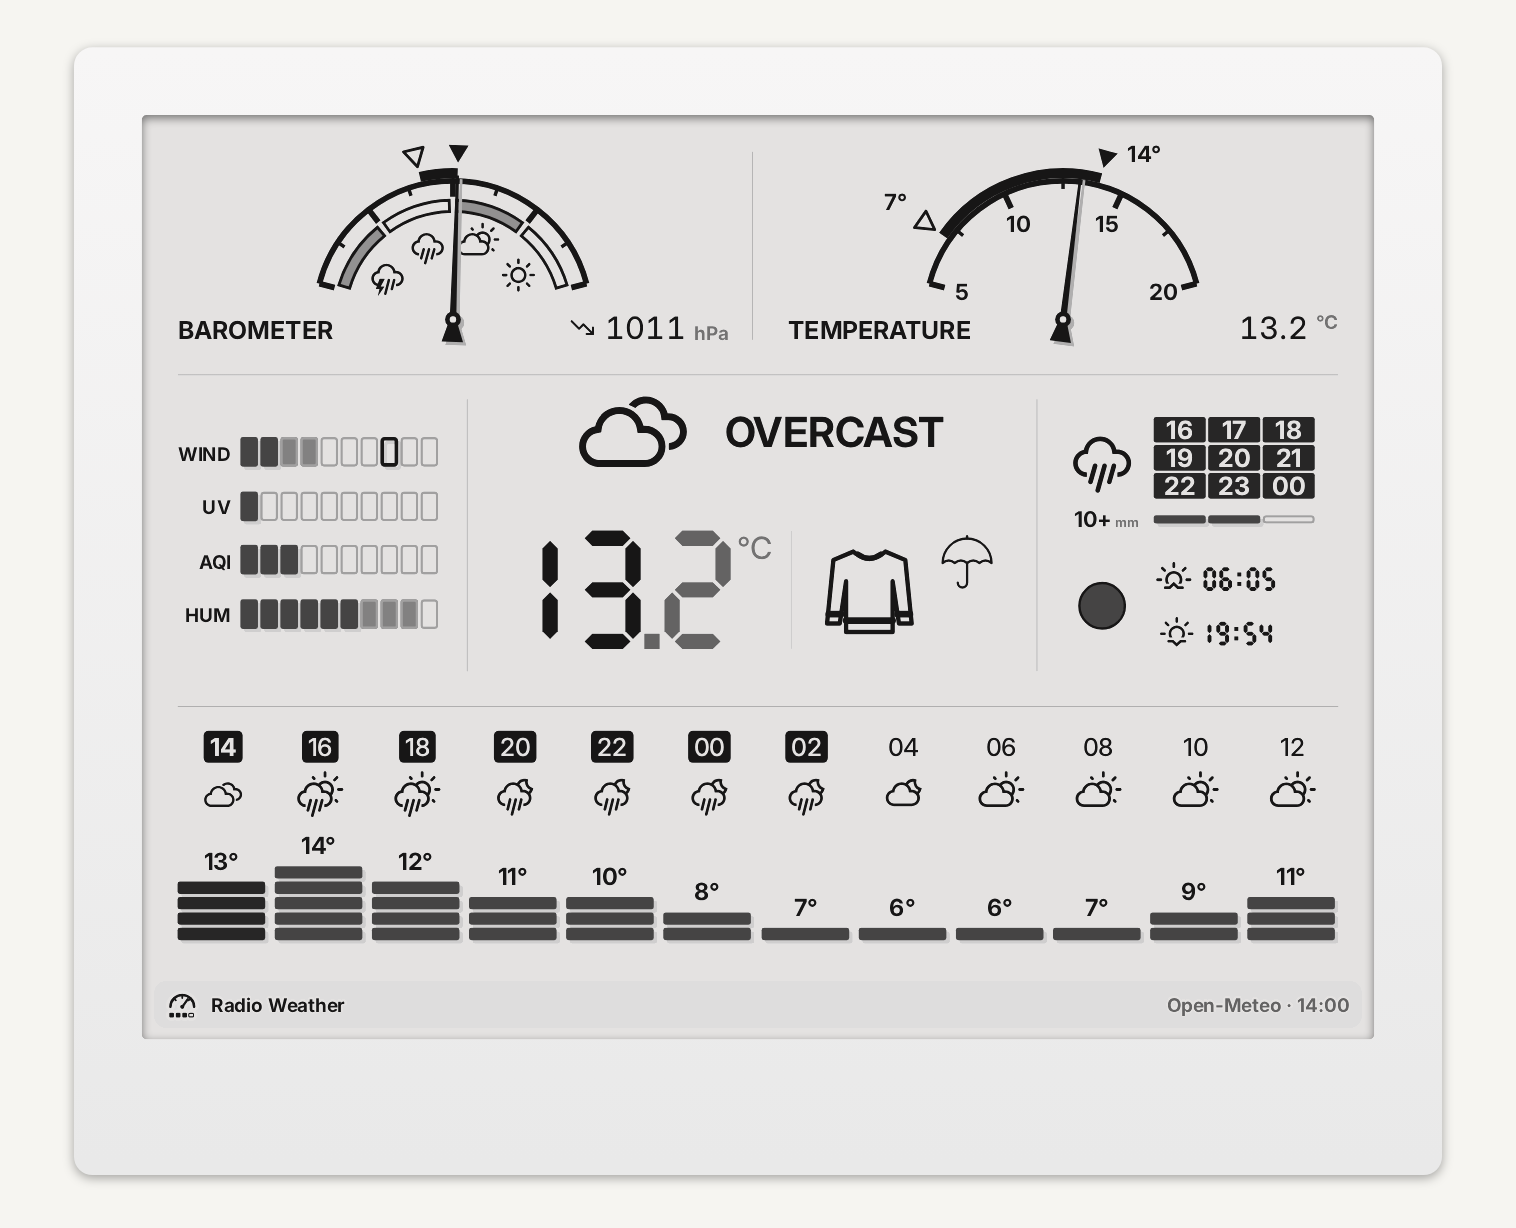 14°
7°
10 15
5 20
BAROMETER 1011 hPa TEMPERATURE 13.2 °C
OVERCAST
WIND
UV
AQI
HUM
13.2 °C
16 17 18
19 20 21
22 23 00
10+ mm
06:05
19:54
14 16 18 20 22 00 02 04 06 08 10 12
13° 14° 12° 11° 10° 8° 7° 6° 6° 7° 9° 11°
Radio Weather Open-Meteo · 14:00